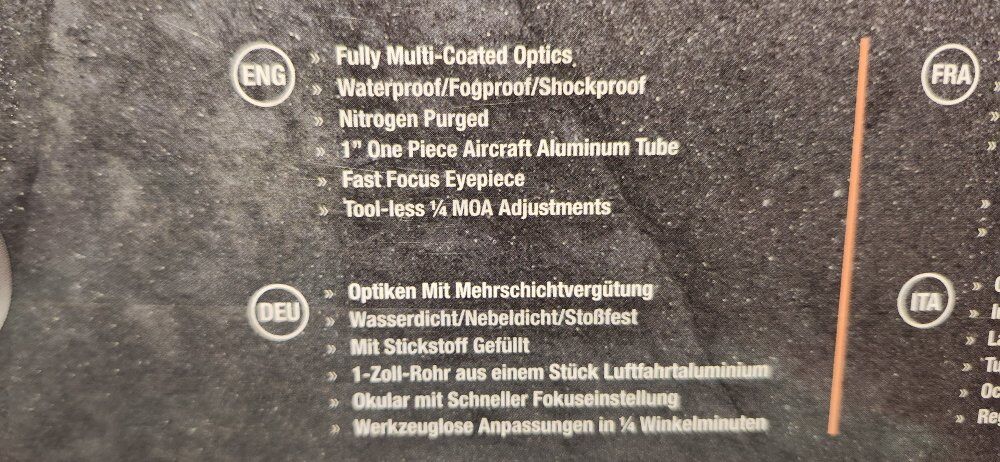 ENG
» Fully Multi-Coated Optics
» Waterproof/Fogproof/Shockproof
» Nitrogen Purged
» 1" One Piece Aircraft Aluminum Tube
» Fast Focus Eyepiece
» Tool-less ¼ MOA Adjustments
DEU
» Optiken Mit Mehrschichtvergütung
» Wasserdicht/Nebeldicht/Stoßfest
» Mit Stickstoff Gefüllt
» 1-Zoll-Rohr aus einem Stück Luftfahrtaluminium
» Okular mit Schneller Fokuseinstellung
» Werkzeuglose Anpassungen in ¼ Winkelminuten
FRA
ITA